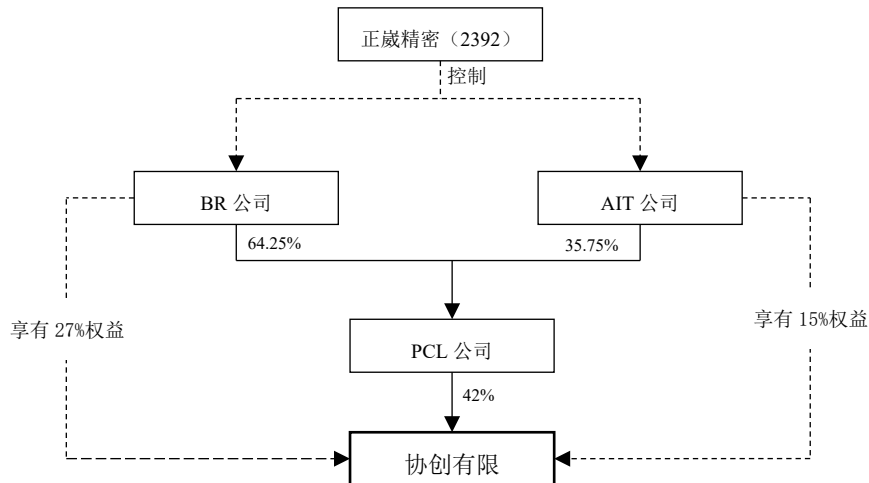 正崴精密（2392）
控制
BR 公司
AIT 公司
64.25%
35.75%
享有 27%权益
享有 15%权益
PCL 公司
42%
协创有限